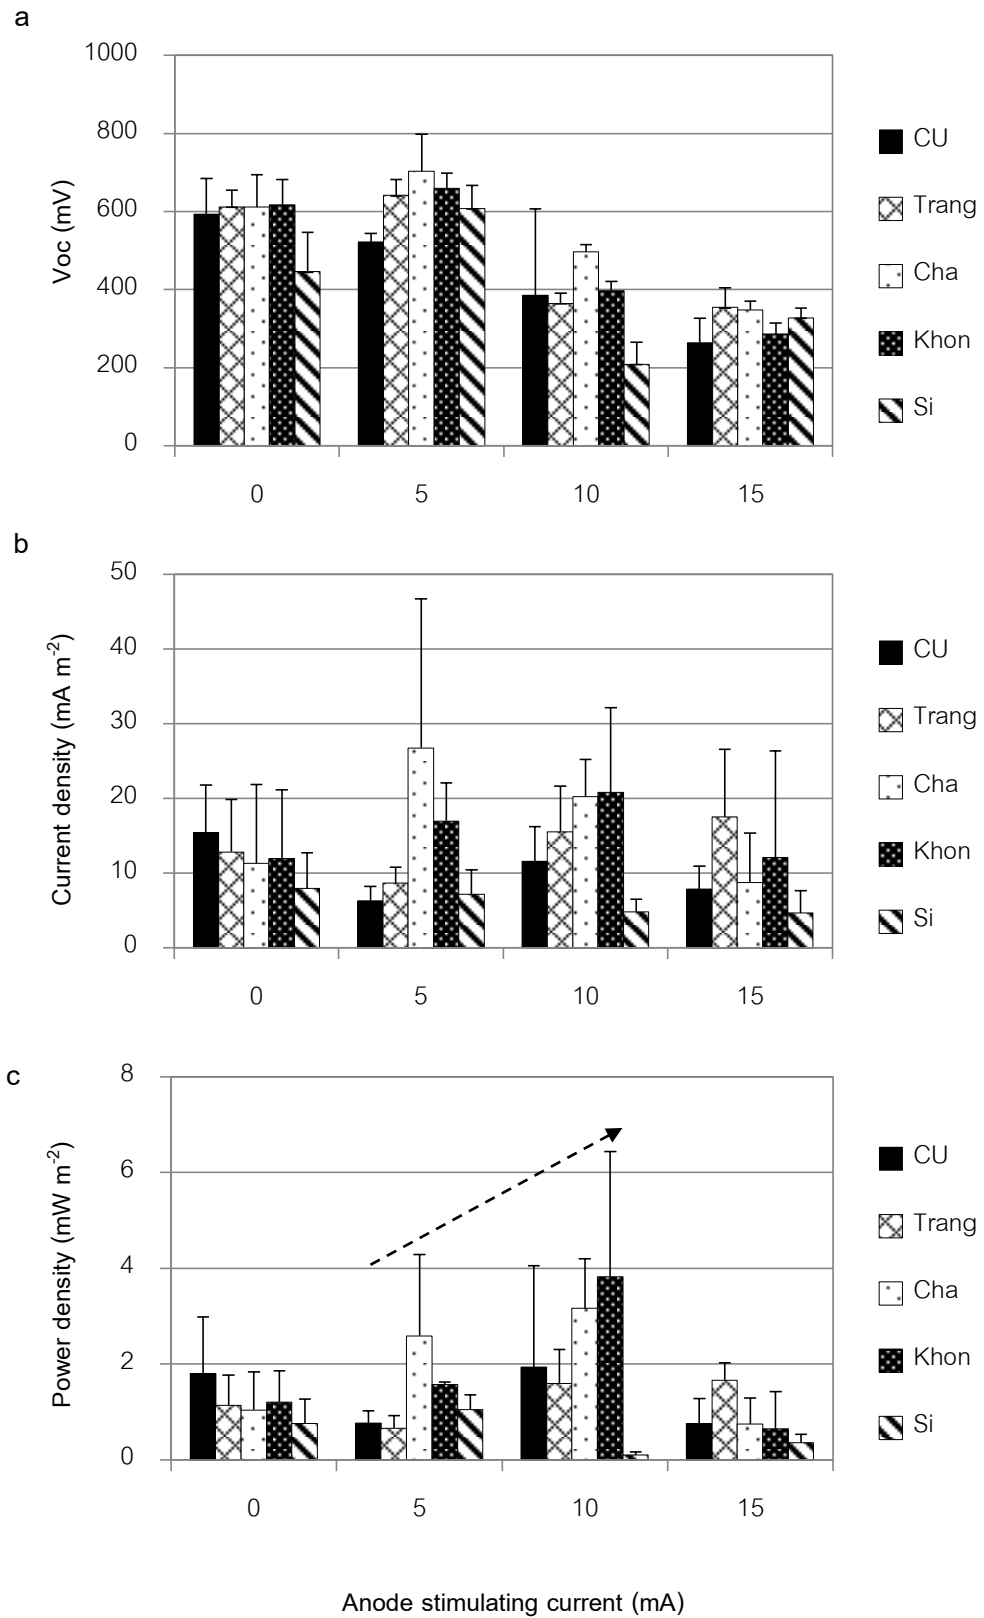 a
1000
800
600
400
200
0
Voc (mV)
0 5 10 15
CU
Trang
Cha
Khon
Si
b
50
40
30
20
10
0
Current density (mA m-2)
0 5 10 15
CU
Trang
Cha
Khon
Si
c
8
6
4
2
0
Power density (mW m-2)
0 5 10 15
CU
Trang
Cha
Khon
Si
Anode stimulating current (mA)